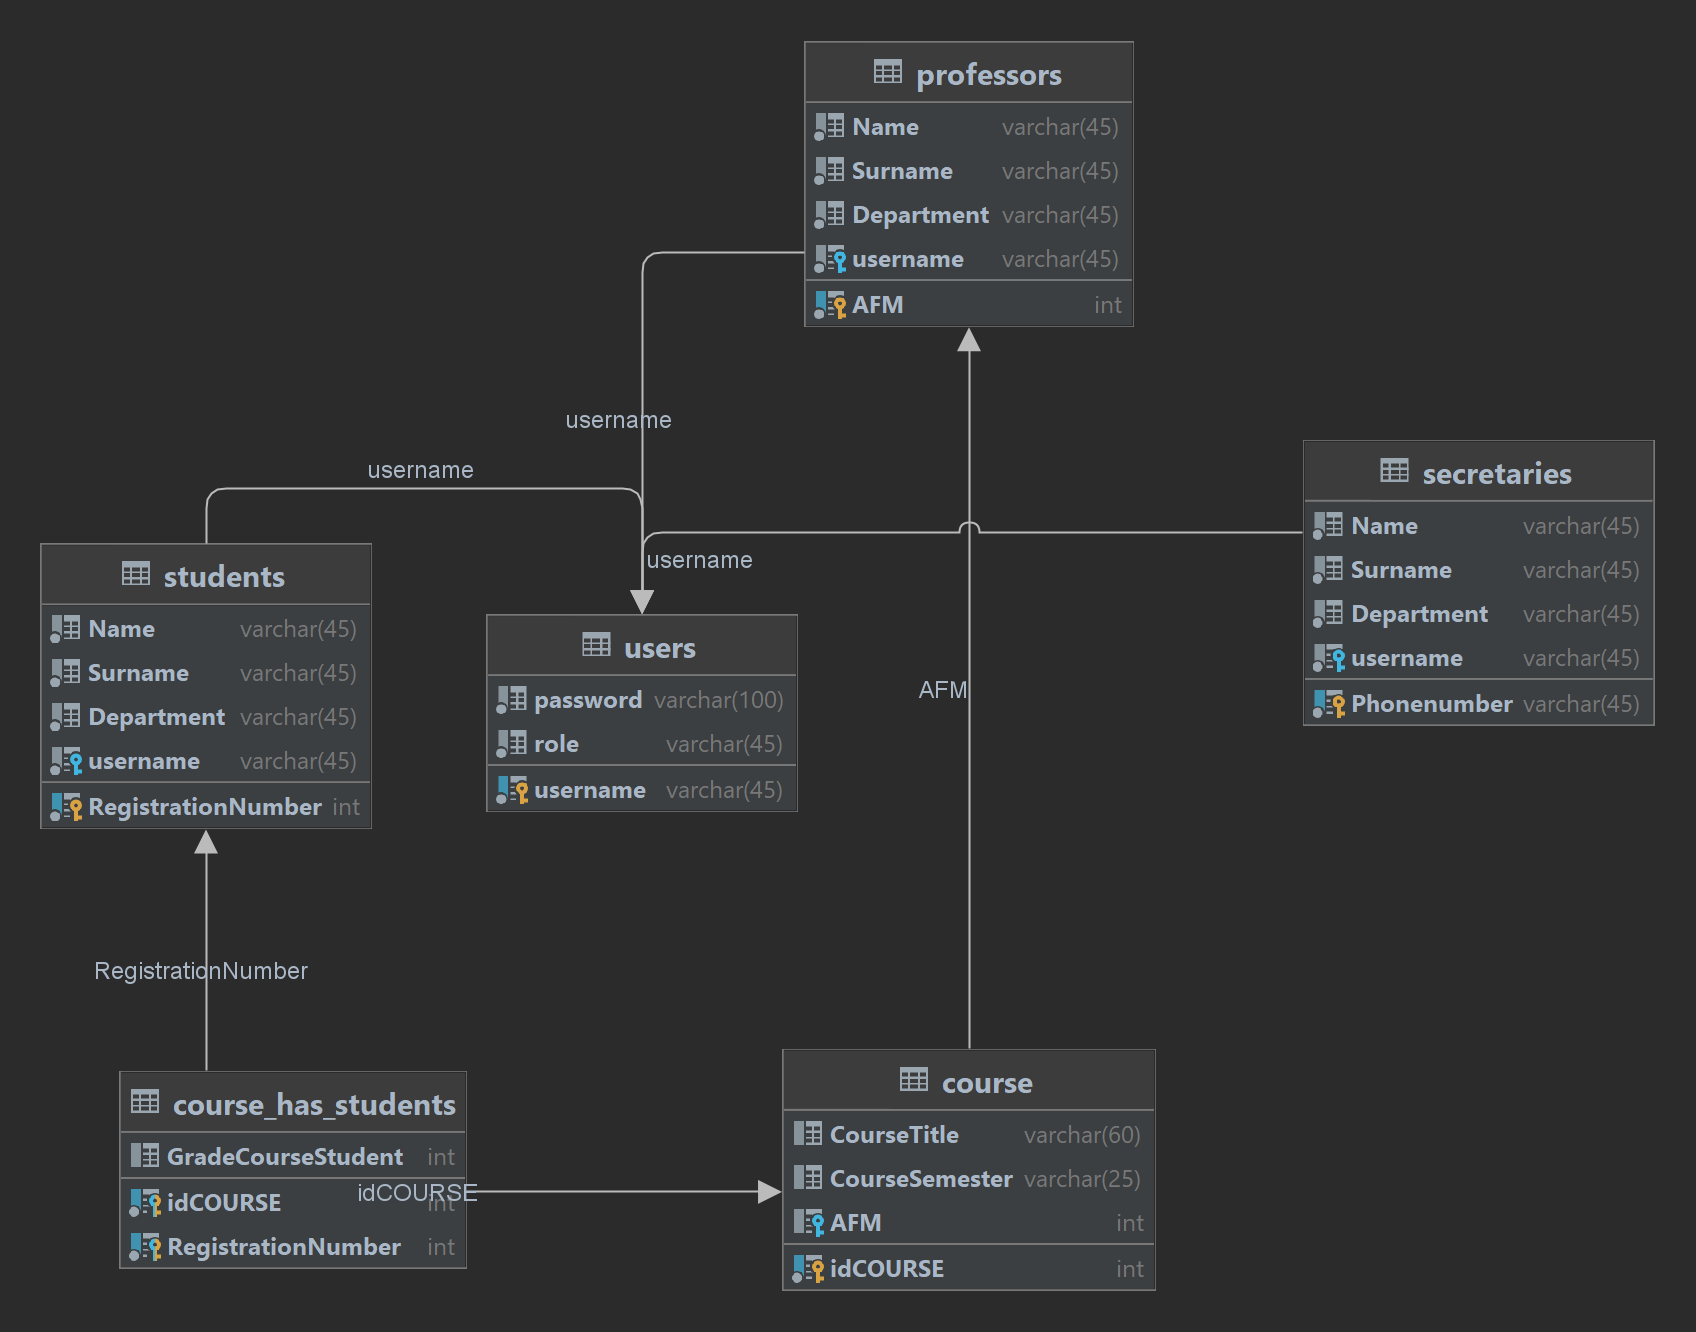 professors
Name varchar(45)
Surname varchar(45)
Department varchar(45)
username varchar(45)
AFM int
username
username
username
secretaries
Name varchar(45)
Surname varchar(45)
Department varchar(45)
username varchar(45)
Phonenumber varchar(45)
students
Name varchar(45)
Surname varchar(45)
Department varchar(45)
username varchar(45)
RegistrationNumber int
users
password varchar(100)
role varchar(45)
username varchar(45)
AFM
RegistrationNumber
course_has_students
GradeCourseStudent int
idCOURSE int
RegistrationNumber int
idCOURSE
course
CourseTitle varchar(60)
CourseSemester varchar(25)
AFM int
idCOURSE int